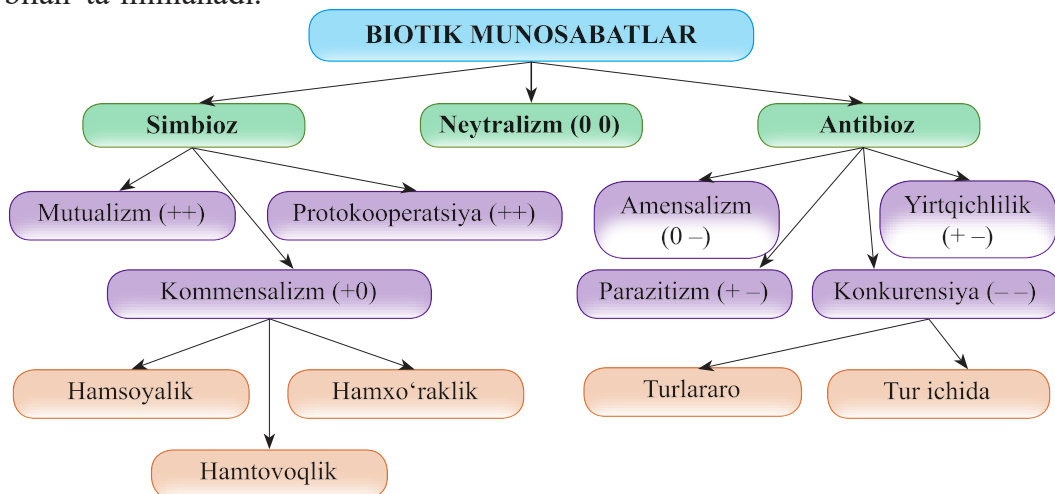 BIOTIK MUNOSABATLAR
Simbioz
Neytralizm (0 0)
Antibioz
Mutualizm (++)
Protokooperatsiya (++)
Amensalizm
(0 –)
Yirtqichlilik
(+ –)
Kommensalizm (+0)
Parazitizm (+ –)
Konkurensiya (– –)
Hamsoyalik
Hamxo‘raklik
Turlararo
Tur ichida
Hamtovoqlik